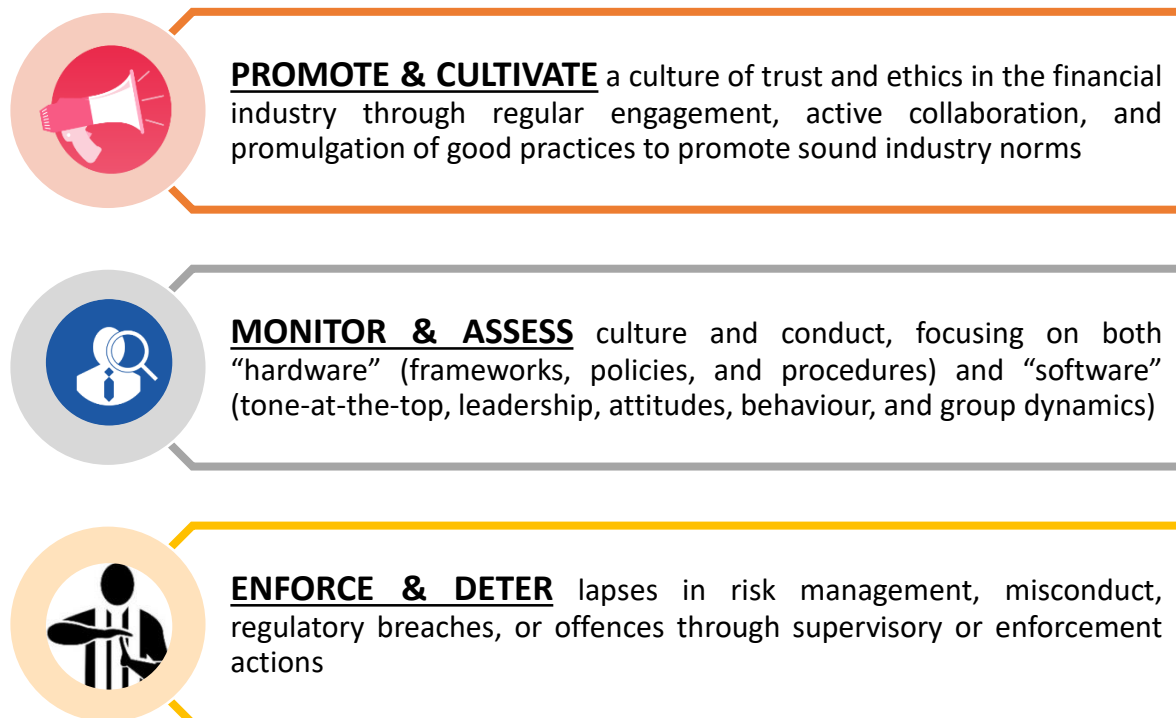 PROMOTE & CULTIVATE a culture of trust and ethics in the financial
industry through regular engagement, active collaboration, and
promulgation of good practices to promote sound industry norms
MONITOR & ASSESS culture and conduct, focusing on both
“hardware” (frameworks, policies, and procedures) and “software”
(tone-at-the-top, leadership, attitudes, behaviour, and group dynamics)
ENFORCE & DETER lapses in risk management, misconduct,
regulatory breaches, or offences through supervisory or enforcement
actions